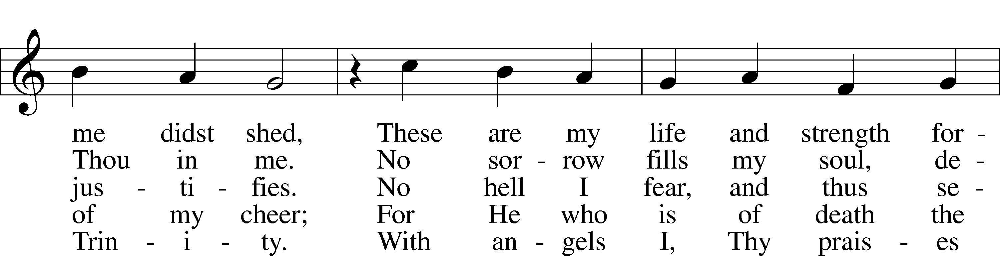 me didst shed, These are my life and strength for -
Thou in me. No sor - row fills my soul, de -
jus - ti - fies. No hell I fear, and thus se -
of my cheer; For He who is of death the
Trin - i - ty. With an - gels I, Thy prais - es